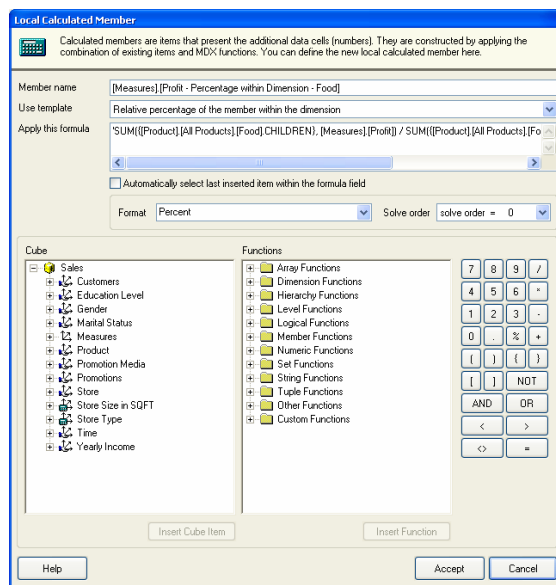 Local Calculated Member
Calculated members are items that present the additional data cells (numbers). They are constructed by applying the
combination of existing items and MDX functions. You can define the new local calculated member here.
Member name [Measures].[Profit - Percentage within Dimension - Food]
Use template Relative percentage of the member within the dimension
Apply this formula 'SUM({[Product].[All Products].[Food].CHILDREN}, [Measures].[Profit]) / SUM({[Product].[All Products].[Fo
Automatically select last inserted item within the formula field
Format Percent Solve order solve order = 0
Cube
Sales
Customers
Education Level
Gender
Marital Status
Measures
Product
Promotion Media
Promotions
Store
Store Size in SQFT
Store Type
Time
Yearly Income
Functions
Array Functions
Dimension Functions
Hierarchy Functions
Level Functions
Logical Functions
Member Functions
Numeric Functions
Set Functions
String Functions
Tuple Functions
Other Functions
Custom Functions
7 8 9 /
4 5 6 *
1 2 3 -
0 . % +
( ) { }
[ ] NOT
AND OR
< >
<> =
Insert Cube Item Insert Function
Help Accept Cancel